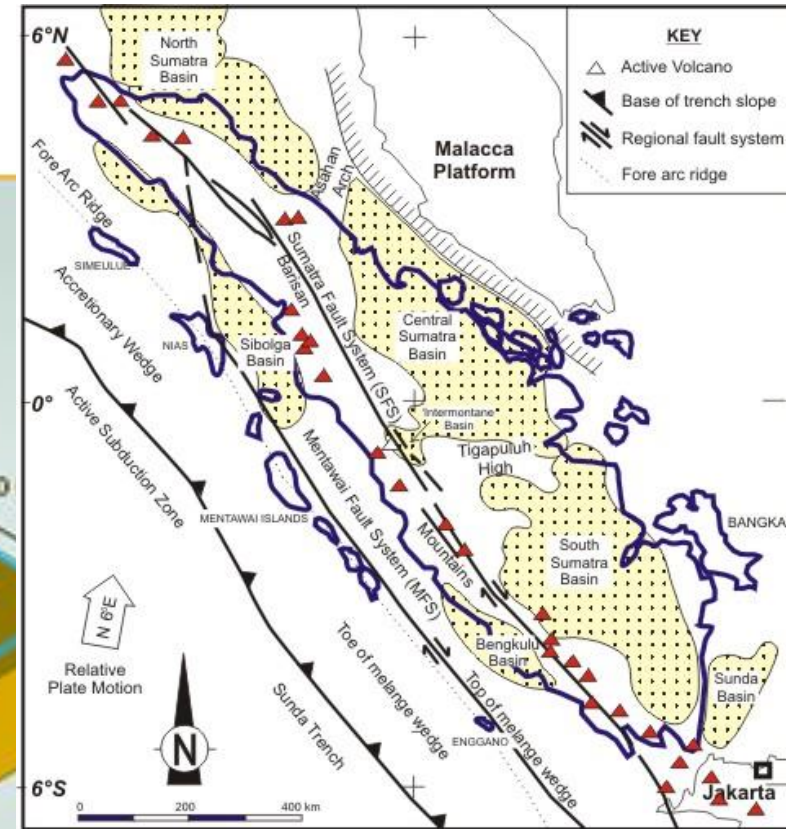 6°N
North
Sumatra
Basin
KEY
Active Volcano
Base of trench slope
Regional fault system
Fore arc ridge
Malacca
Platform
Asahan
Arch
Fore Arc Ridge
SIMEULUE
Accretionary Wedge
NIAS
Active Subduction Zone
Sibolga
Basin
Barisan
Sumatra Fault System (SFS)
Central
Sumatra
Basin
0°
Intermontane
Basin
Tigapuluh
High
MENTAWAI ISLANDS
Mentawai Fault System (MFS)
Mountains
BANGKA
South
Sumatra
Basin
N 6°E
Relative
Plate Motion
Bengkulu
Basin
Sunda
Basin
Toe of melange wedge
Top of melange wedge
Sunda Trench
ENGGANO
N
6°S
Jakarta
0 200 400 km